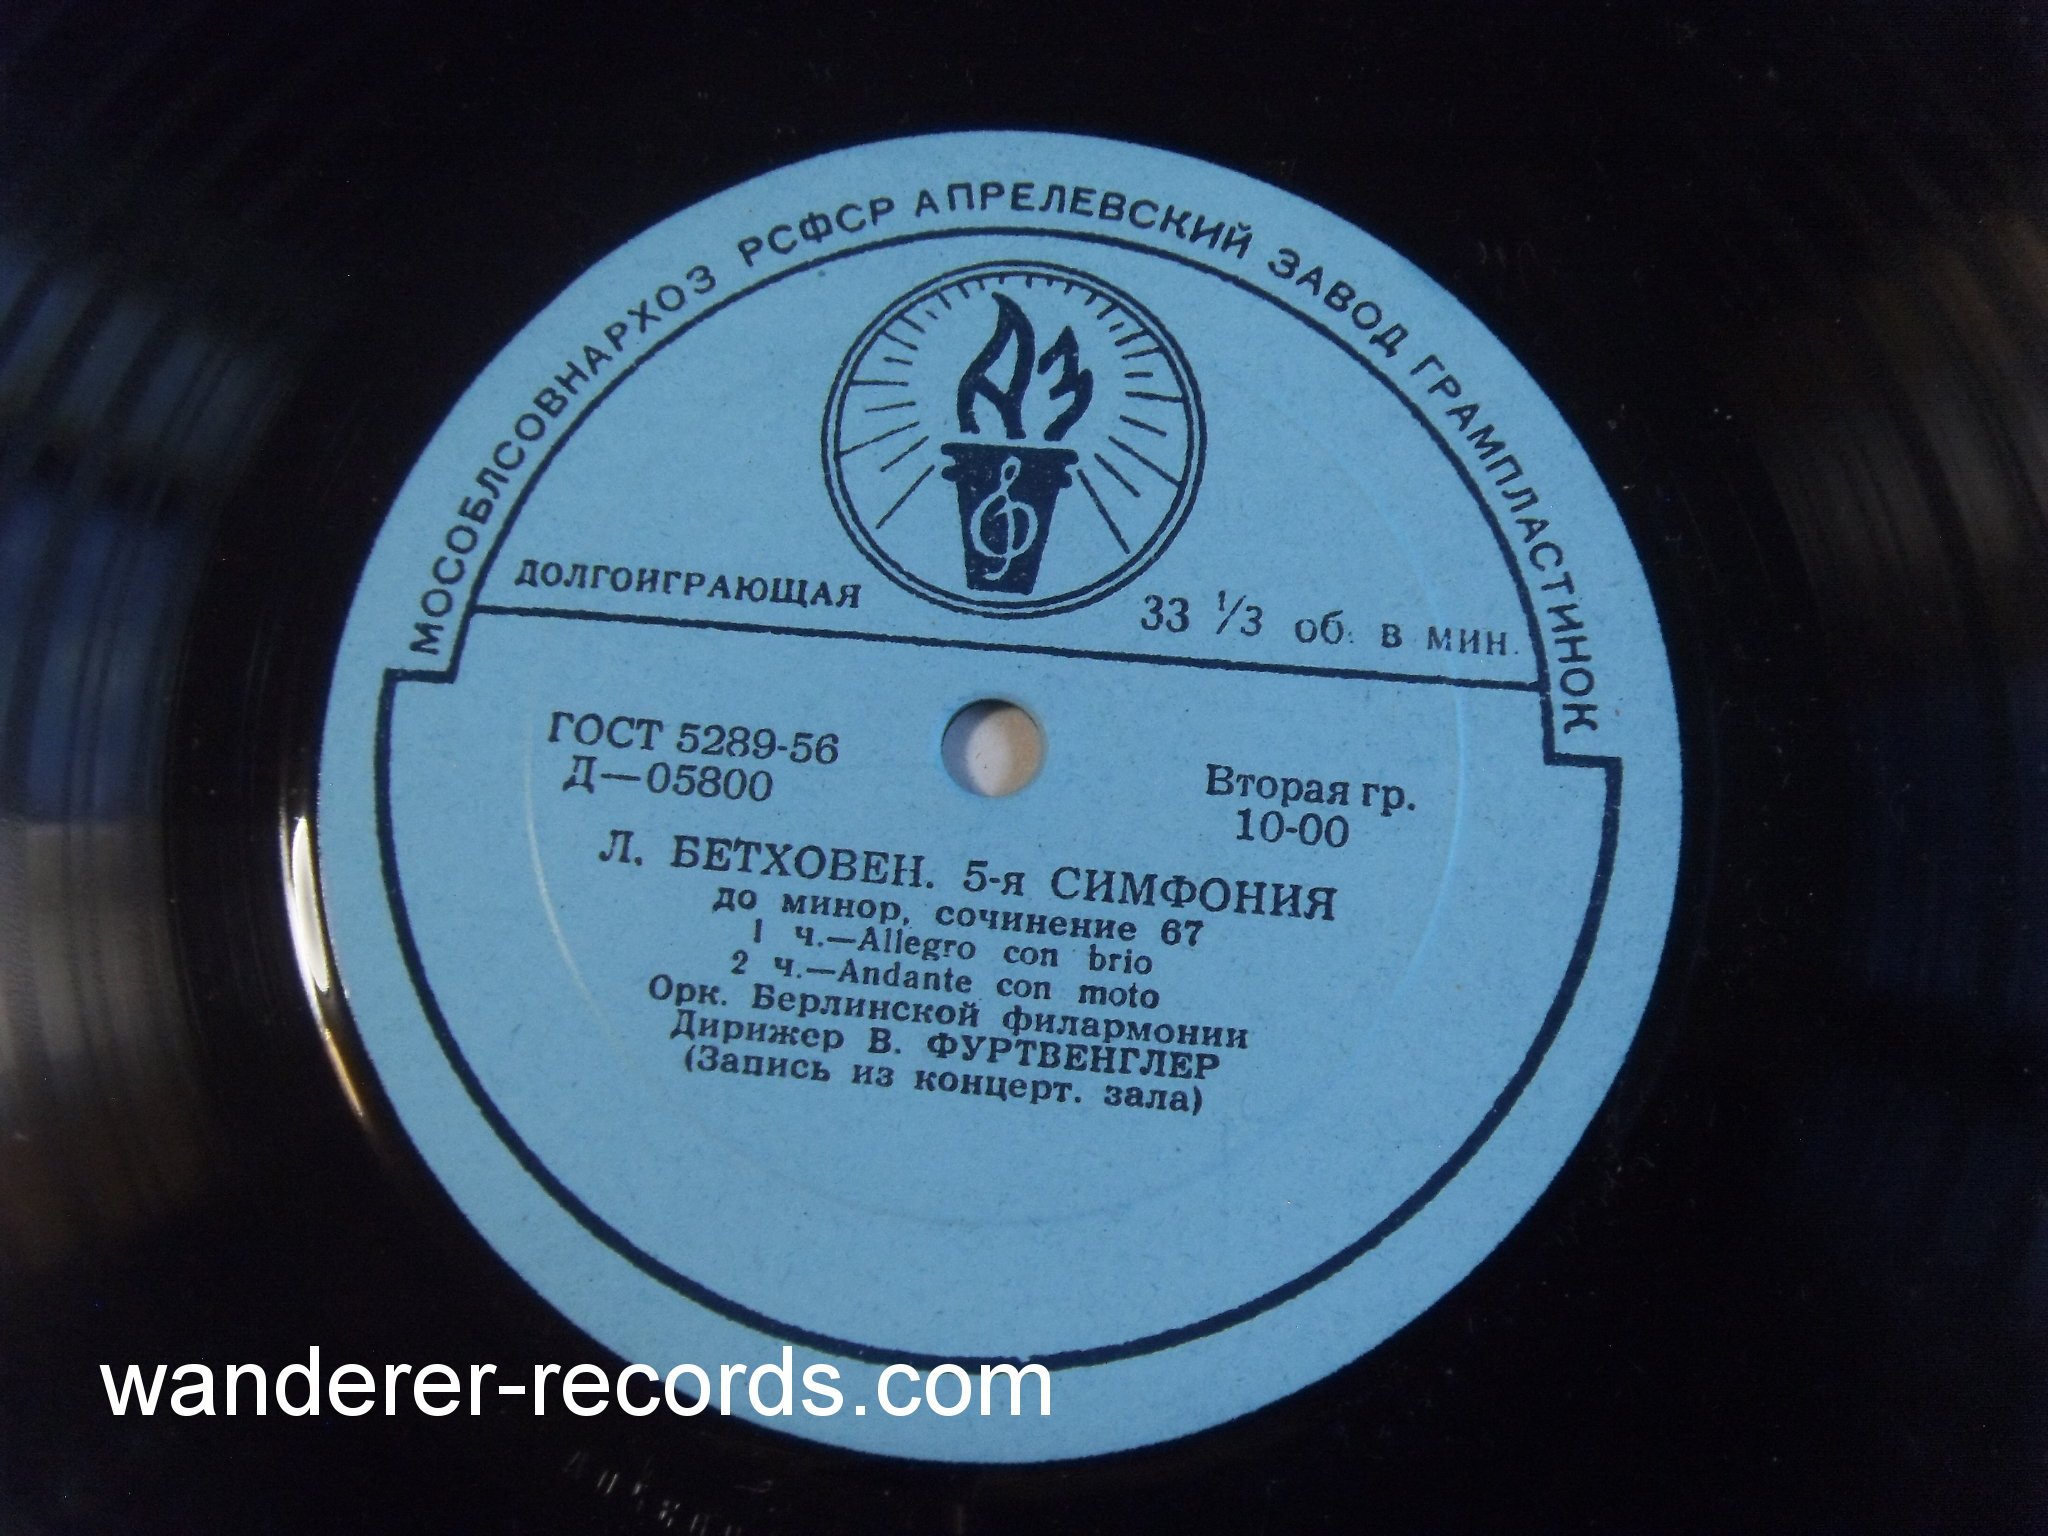 МОСОБЛСОВНАРХОЗ РСФСР АПРЕЛЕВСКИЙ ЗАВОД ГРАМПЛАСТИНОК
АЗ
ДОЛГОИГРАЮЩАЯ
33 1/3 об. в мин.
ГОСТ 5289-56
Д—05800
Вторая гр.
10-00
Л. БЕТХОВЕН. 5-я СИМФОНИЯ
до минор, сочинение 67
1 ч.—Allegro con brio
2 ч.—Andante con moto
Орк. Берлинской филармонии
Дирижер В. ФУРТВЕНГЛЕР
(Запись из концерт. зала)
wanderer-records.com